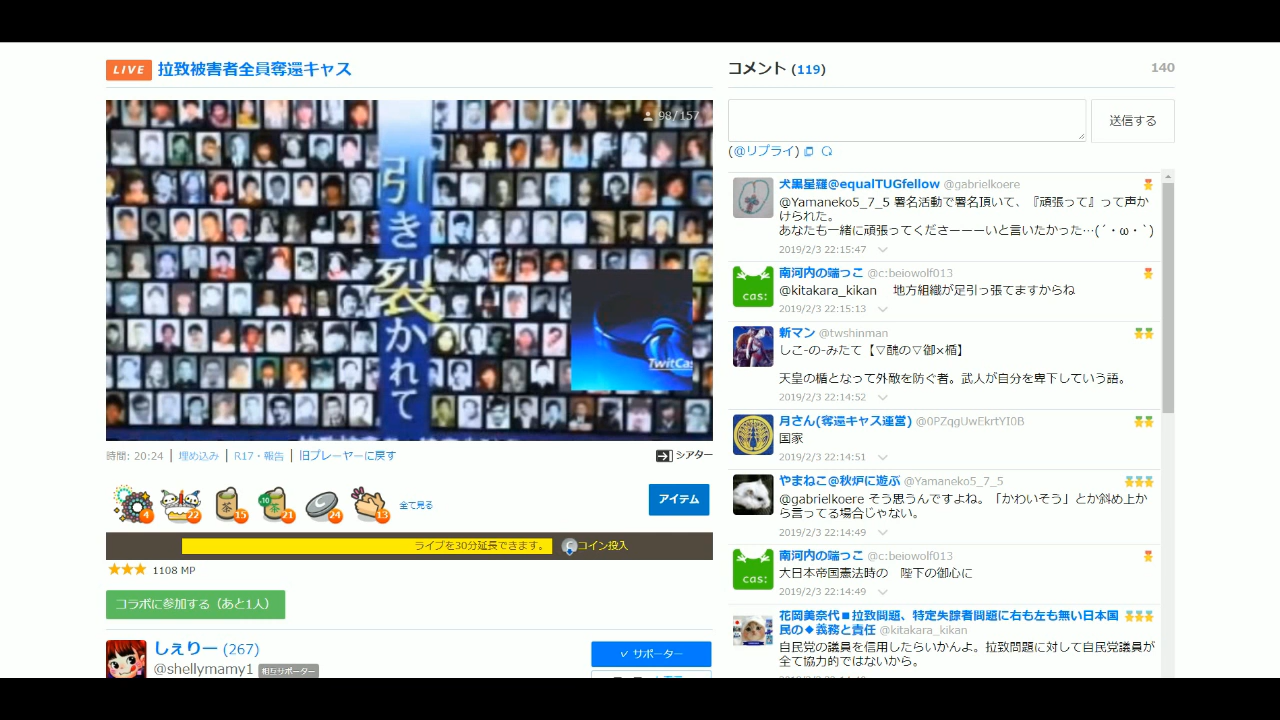 LIVE 拉致被害者全員奪還キャス
98/157
引き裂かれて
TwitCas
時間: 20:24 | 埋め込み | R17・報告 | 旧プレーヤーに戻す
シアター
4 22 15 +10 21 24 13 全て見る
アイテム
ライブを30分延長できます。 コイン投入
1108 MP
コラボに参加する（あと1人）
しぇりー (267)
@shellymamy1 相互サポーター
✓ サポーター
コメント (119)
140
送信する
(@リプライ)
犬黒星羅@equalTUGfellow @gabrielkoere
@Yamaneko5_7_5 署名活動で署名頂いて、『頑張って』って声か
けられた。
あなたも一緒に頑張ってくださーーーいと言いたかった…(´・ω・`)
2019/2/3 22:15:47
南河内の端っこ @c:beiowolf013
cas:
@kitakara_kikan 地方組織が足引っ張てますからね
2019/2/3 22:15:13
新マン @twshinman
しこ-の-みたて【▽醜の▽御×楯】
天皇の楯となって外敵を防ぐ者。武人が自分を卑下していう語。
2019/2/3 22:14:52
月さん(奪還キャス運営) @0PZqgUwEkrtYI0B
国家
2019/2/3 22:14:51
やまねこ@秋炉に遊ぶ @Yamaneko5_7_5
@gabrielkoere そう思うんですよね。「かわいそう」とか斜め上か
ら言ってる場合じゃない。
2019/2/3 22:14:49
南河内の端っこ @c:beiowolf013
cas:
大日本帝国憲法時の 陛下の御心に
2019/2/3 22:14:49
花岡美奈代■拉致問題、特定失踪者問題に右も左も無い日本国
民の◆義務と責任 @kitakara_kikan
自民党の議員を信用したらいかんよ。拉致問題に対して自民党議員が
全て協力的ではないから。